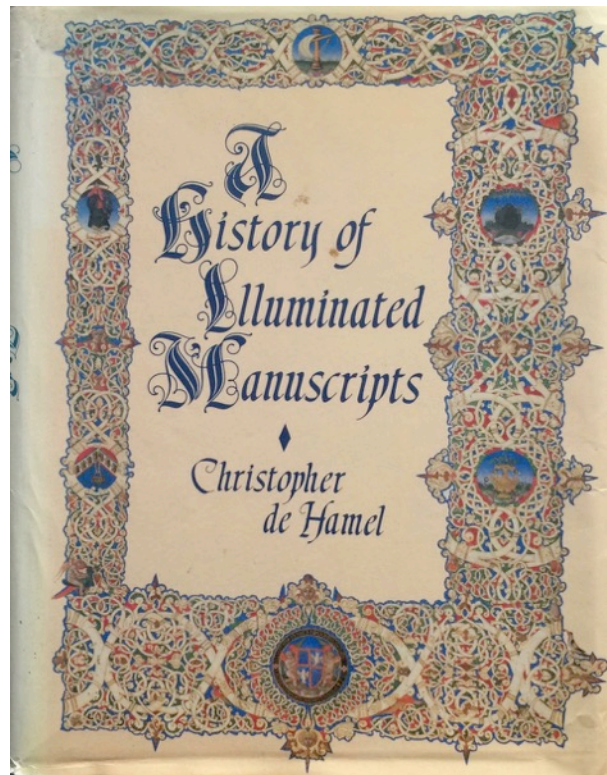 A
History of
Illuminated
Manuscripts
Christopher
de Hamel